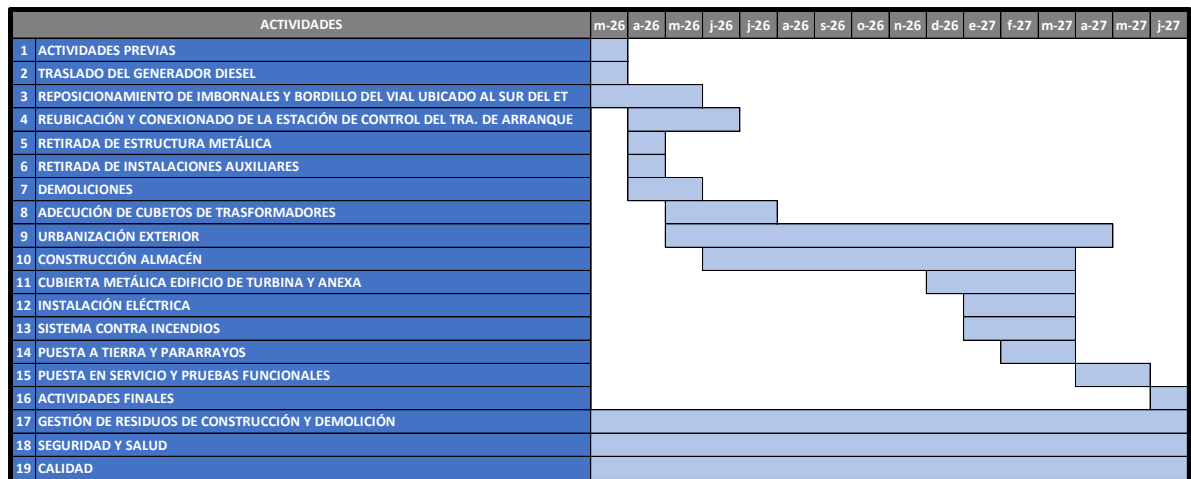 ACTIVIDADES m-26 a-26 m-26 j-26 j-26 a-26 s-26 o-26 n-26 d-26 e-27 f-27 m-27 a-27 m-27 j-27
1 ACTIVIDADES PREVIAS
2 TRASLADO DEL GENERADOR DIESEL
3 REPOSICIONAMIENTO DE IMBORNALES Y BORDILLO DEL VIAL UBICADO AL SUR DEL ET
4 REUBICACIÓN Y CONEXIONADO DE LA ESTACIÓN DE CONTROL DEL TRA. DE ARRANQUE
5 RETIRADA DE ESTRUCTURA METÁLICA
6 RETIRADA DE INSTALACIONES AUXILIARES
7 DEMOLICIONES
8 ADECUCIÓN DE CUBETOS DE TRASFORMADORES
9 URBANIZACIÓN EXTERIOR
10 CONSTRUCCIÓN ALMACÉN
11 CUBIERTA METÁLICA EDIFICIO DE TURBINA Y ANEXA
12 INSTALACIÓN ELÉCTRICA
13 SISTEMA CONTRA INCENDIOS
14 PUESTA A TIERRA Y PARARRAYOS
15 PUESTA EN SERVICIO Y PRUEBAS FUNCIONALES
16 ACTIVIDADES FINALES
17 GESTIÓN DE RESIDUOS DE CONSTRUCCIÓN Y DEMOLICIÓN
18 SEGURIDAD Y SALUD
19 CALIDAD